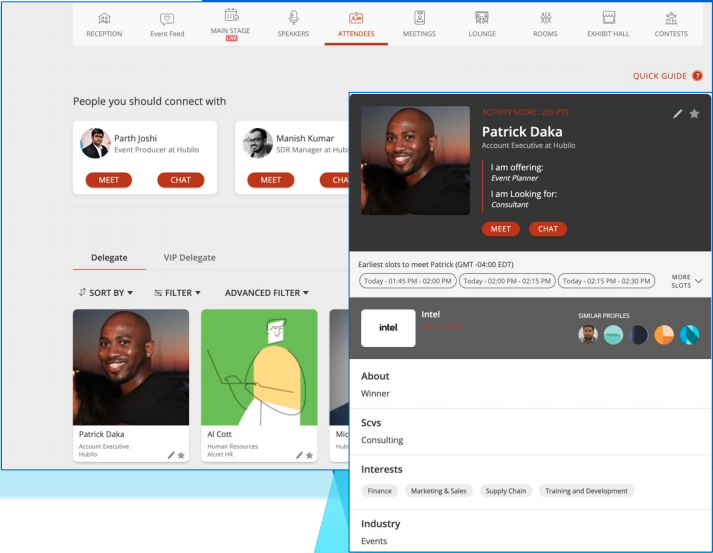 RECEPTION
Event Feed
MAIN STAGE
LIVE
SPEAKERS
ATTENDEES
MEETINGS
LOUNGE
ROOMS
EXHIBIT HALL
CONTESTS
QUICK GUIDE ?
People you should connect with
Parth Joshi
Event Producer at Hubilo
MEET CHAT
Manish Kumar
SDR Manager at Hubi
MEET CHA
Delegate VIP Delegate
SORT BY FILTER ADVANCED FILTER
Patrick Daka
Account Executive
Hubilo
Al Cott
Human Resources
Alcott HR
Mic
Hubi
ACTIVITY SCORE : 259 PTS
Patrick Daka
Account Executive at Hubilo
I am offering:
Event Planner
I am Looking for:
Consultant
MEET CHAT
Earliest slots to meet Patrick (GMT -04:00 EDT)
Today - 01:45 PM - 02:00 PM Today - 02:00 PM - 02:15 PM Today - 02:15 PM - 02:30 PM MORE SLOTS
intel
Intel
SIMILAR PROFILES
About
Winner
Scvs
Consulting
Interests
Finance Marketing & Sales Supply Chain Training and Development
Industry
Events